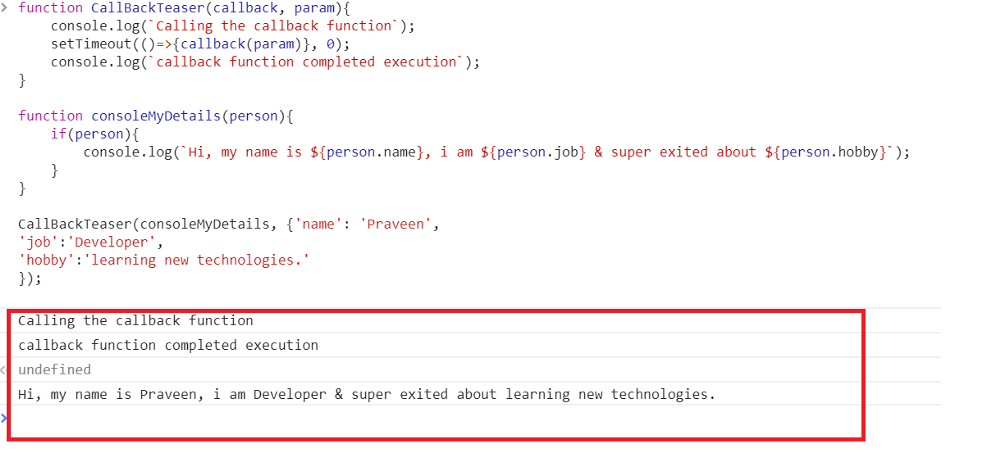 function CallBackTeaser(callback, param){
    console.log(`Calling the callback function`);
    setTimeout(()=>{callback(param)}, 0);
    console.log(`callback function completed execution`);
}

function consoleMyDetails(person){
    if(person){
        console.log(`Hi, my name is ${person.name}, i am ${person.job} & super exited about ${person.hobby}`);
    }
}

CallBackTeaser(consoleMyDetails, {'name': 'Praveen',
'job':'Developer',
'hobby':'learning new technologies.'
});

Calling the callback function
callback function completed execution
undefined
Hi, my name is Praveen, i am Developer & super exited about learning new technologies.